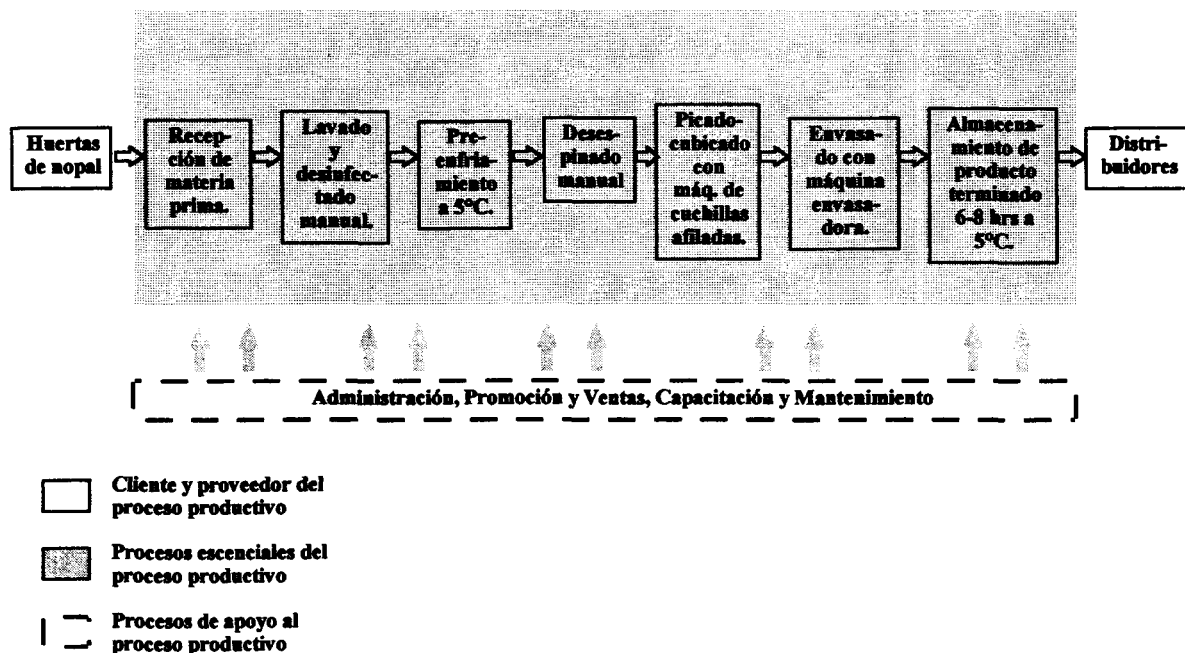 Huertas
de nopal
Recep-
ción de
materia
prima.
Lavado
y
desinfec-
tado
manual.
Pre-
enfria-
miento
a 5°C.
Deses-
pinado
manual
Picado-
cubicado
con
máq. de
cuchillas
afiladas.
Envasa-
do con
máquina
envasa-
dora.
Almacena-
miento de
producto
terminado
6-8 hrs a
5°C.
Distri-
buidores
Administración, Promoción y Ventas, Capacitación y Mantenimiento
Cliente y proveedor del
proceso productivo
Procesos escenciales del
proceso productivo
Procesos de apoyo al
proceso productivo